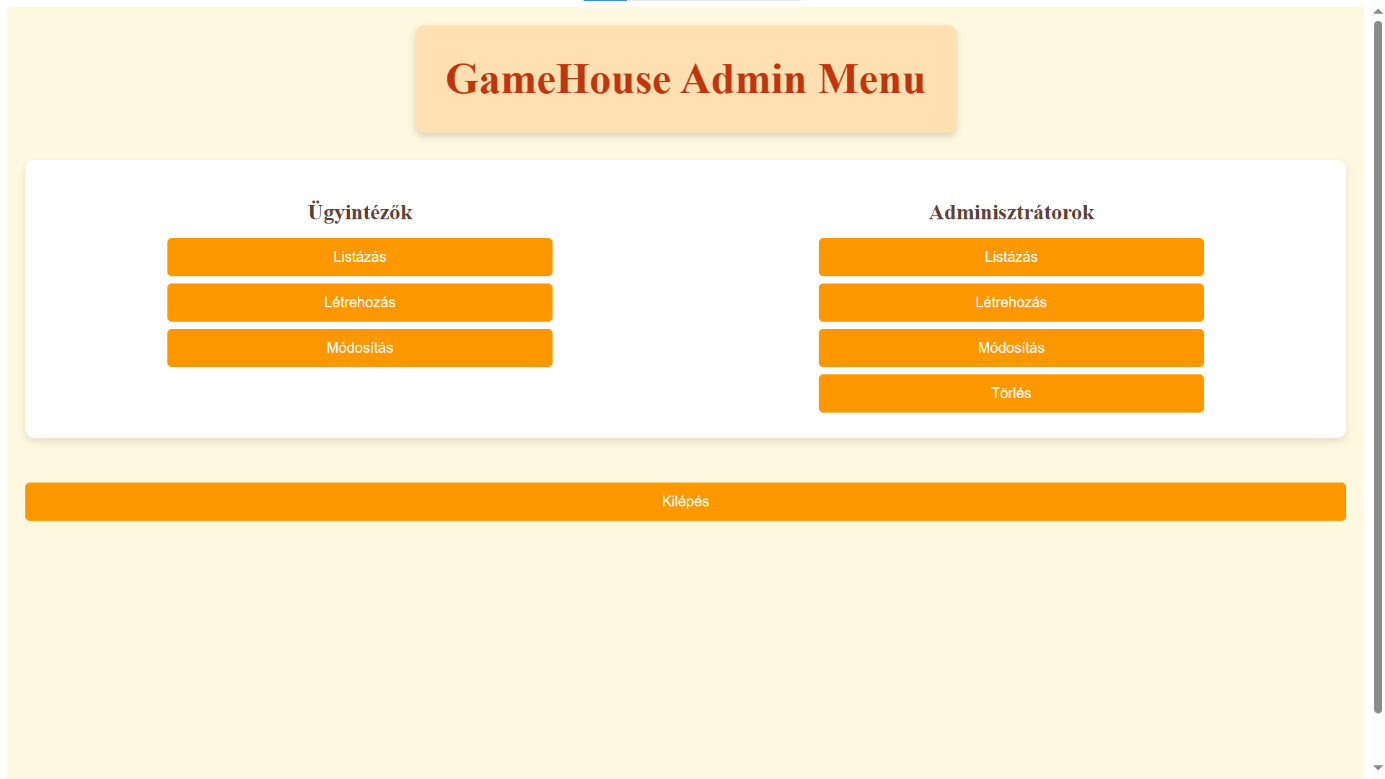 GameHouse Admin Menu
Ügyintézők
Listázás
Létrehozás
Módosítás
Adminisztrátorok
Listázás
Létrehozás
Módosítás
Törlés
Kilépés